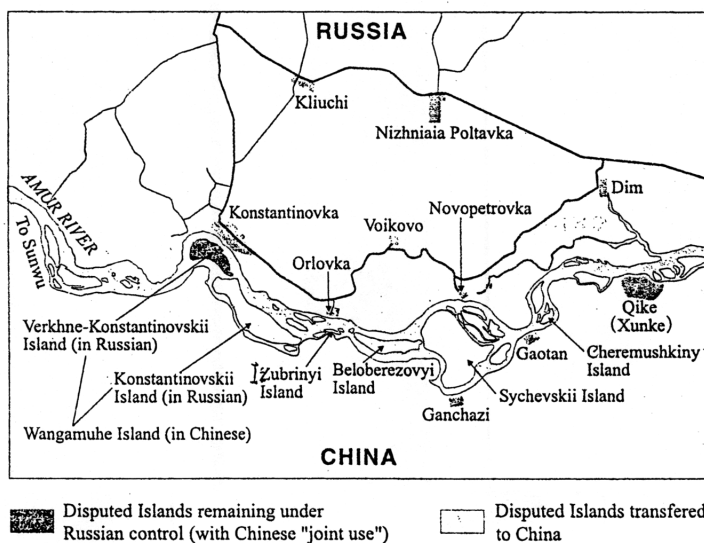 RUSSIA
Kliuchi
Nizhniaia Poltavka
AMUR RIVER
To Sunwu
Konstantinovka
Voikovo
Novopetrovka
Dim
Orlovka
Qike
(Xunke)
Verkhne-Konstantinovskii
Island (in Russian)
Konstantinovskii
Island (in Russian)
Zubrinyi
Island
Beloberezovyi
Island
Gaotan
Cheremushkiny
Island
Sychevskii Island
Ganchazi
Wangamuhe Island (in Chinese)
CHINA
Disputed Islands remaining under
Russian control (with Chinese "joint use")
Disputed Islands transfered
to China